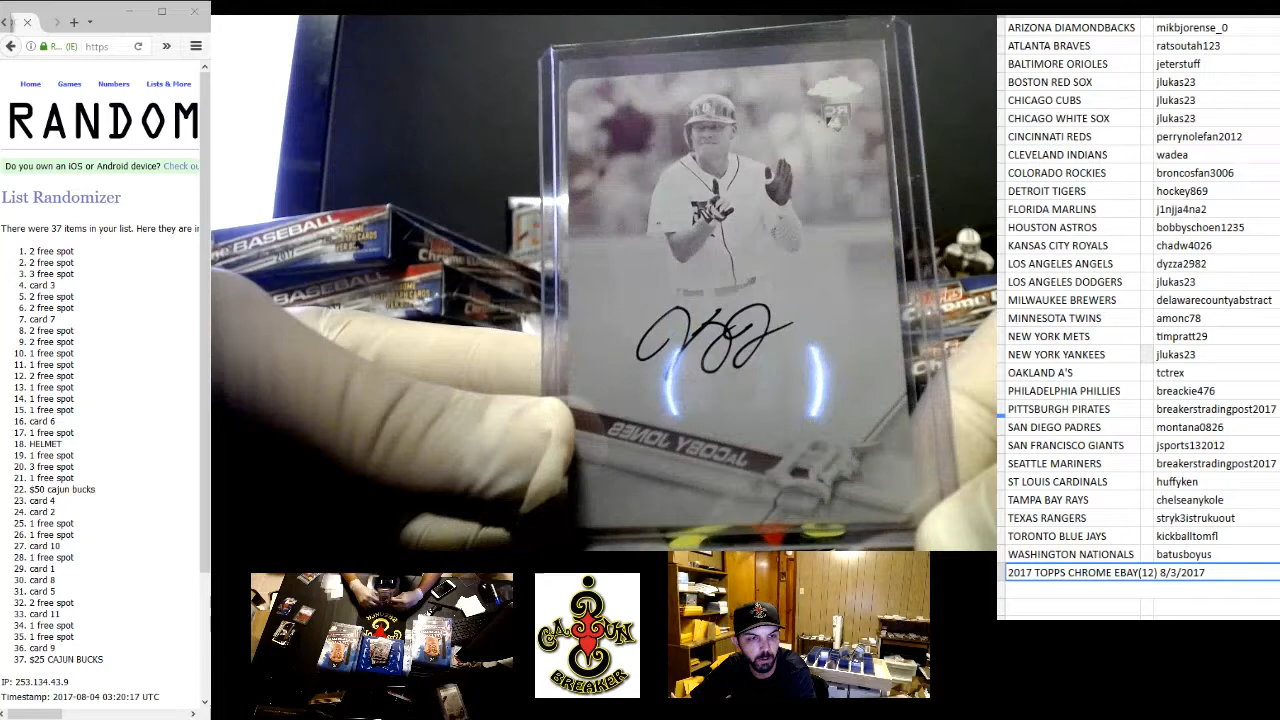 R... (IE)
https
Home Games Numbers Lists & More
RANDOM
Do you own an iOS or Android device? Check ou
List Randomizer
There were 37 items in your list. Here they are in
1. 2 free spot
2. 2 free spot
3. 3 free spot
4. card 3
5. 2 free spot
6. 2 free spot
7. card 7
8. 2 free spot
9. 2 free spot
10. 1 free spot
11. 1 free spot
12. 2 free spot
13. 1 free spot
14. 1 free spot
15. 1 free spot
16. card 6
17. 1 free spot
18. HELMET
19. 1 free spot
20. 3 free spot
21. 1 free spot
22. $50 cajun bucks
23. card 4
24. card 2
25. 1 free spot
26. 1 free spot
27. card 10
28. 1 free spot
29. card 1
30. card 8
31. card 5
32. 2 free spot
33. card 11
34. 1 free spot
35. 1 free spot
36. card 9
37. $25 CAJUN BUCKS
IP: 253.134.43.9
Timestamp: 2017-08-04 03:20:17 UTC
BASEBALL
2017
BASEBALL
RC
JACOBY JONES
CAJUN
BREAKER
ARIZONA DIAMONDBACKS mikbjorense_0
ATLANTA BRAVES ratsoutah123
BALTIMORE ORIOLES jeterstuff
BOSTON RED SOX jlukas23
CHICAGO CUBS jlukas23
CHICAGO WHITE SOX jlukas23
CINCINNATI REDS perrynolefan2012
CLEVELAND INDIANS wadea
COLORADO ROCKIES broncosfan3006
DETROIT TIGERS hockey869
FLORIDA MARLINS j1njja4na2
HOUSTON ASTROS bobbyschoen1235
KANSAS CITY ROYALS chadw4026
LOS ANGELES ANGELS dyzza2982
LOS ANGELES DODGERS jlukas23
MILWAUKEE BREWERS delawarecountyabstract
MINNESOTA TWINS amonc78
NEW YORK METS timpratt29
NEW YORK YANKEES jlukas23
OAKLAND A'S tctrex
PHILADELPHIA PHILLIES breackie476
PITTSBURGH PIRATES breakerstradingpost2017
SAN DIEGO PADRES montana0826
SAN FRANCISCO GIANTS jsports132012
SEATTLE MARINERS breakerstradingpost2017
ST LOUIS CARDINALS huffyken
TAMPA BAY RAYS chelseanykole
TEXAS RANGERS stryk3istrukuout
TORONTO BLUE JAYS kickballtomfl
WASHINGTON NATIONALS batusboyus
2017 TOPPS CHROME EBAY(12) 8/3/2017